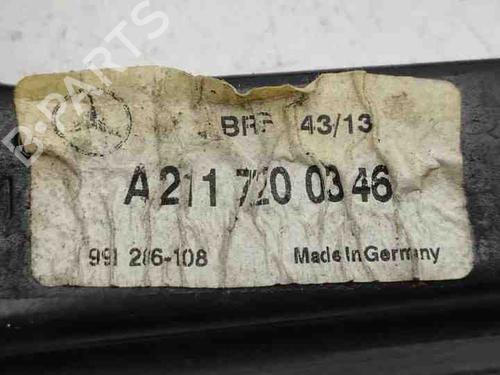 B-PARTS
BRF 43/13
A 211 720 03 46
991 286-108
Made in Germany